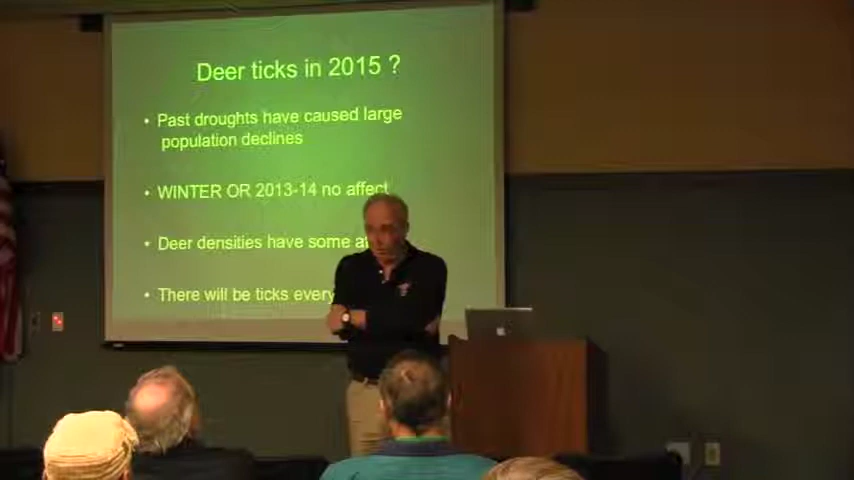 Deer ticks in 2015 ?
• Past droughts have caused large
population declines
• WINTER OR 2013-14 no affect
• Deer densities have some a
• There will be ticks every